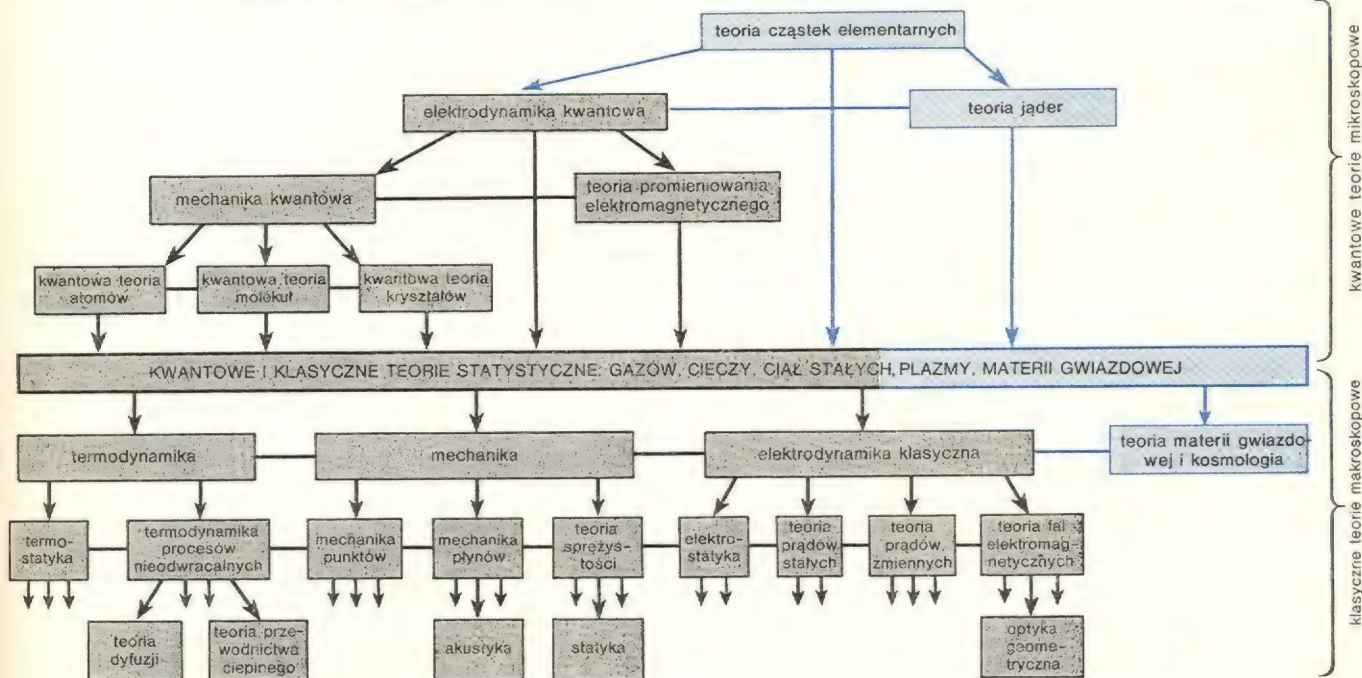 teoria cząstek elementarnych
elektrodynamika kwantowa
teoria jąder
mechanika kwantowa
teoria promieniowania
elektromagnetycznego
kwantowa teoria
atomów
kwantowa teoria
molekuł
kwantowa teoria
kryształów
KWANTOWE I KLASYCZNE TEORIE STATYSTYCZNE: GAZÓW, CIECZY, CIAŁ STAŁYCH, PLAZMY, MATERII GWIAZDOWEJ
termodynamika
mechanika
elektrodynamika klasyczna
teoria materii gwiazdo-
wej i kosmologia
termo-
statyka
termodynamika
procesów
nieodwracalnych
mechanika
punktów
mechanika
płynów
teoria
sprężys-
tości
elektro-
statyka
teoria
prądów
stałych
teoria
prądów
zmiennych
teoria fal
elektromag-
netycznych
teoria
dyfuzji
teoria prze-
wodnictwa
cieplnego
akustyka
statyka
optyka
geome-
tryczna
kwantowe teorie mikroskopowe
klasyczne teorie makroskopowe